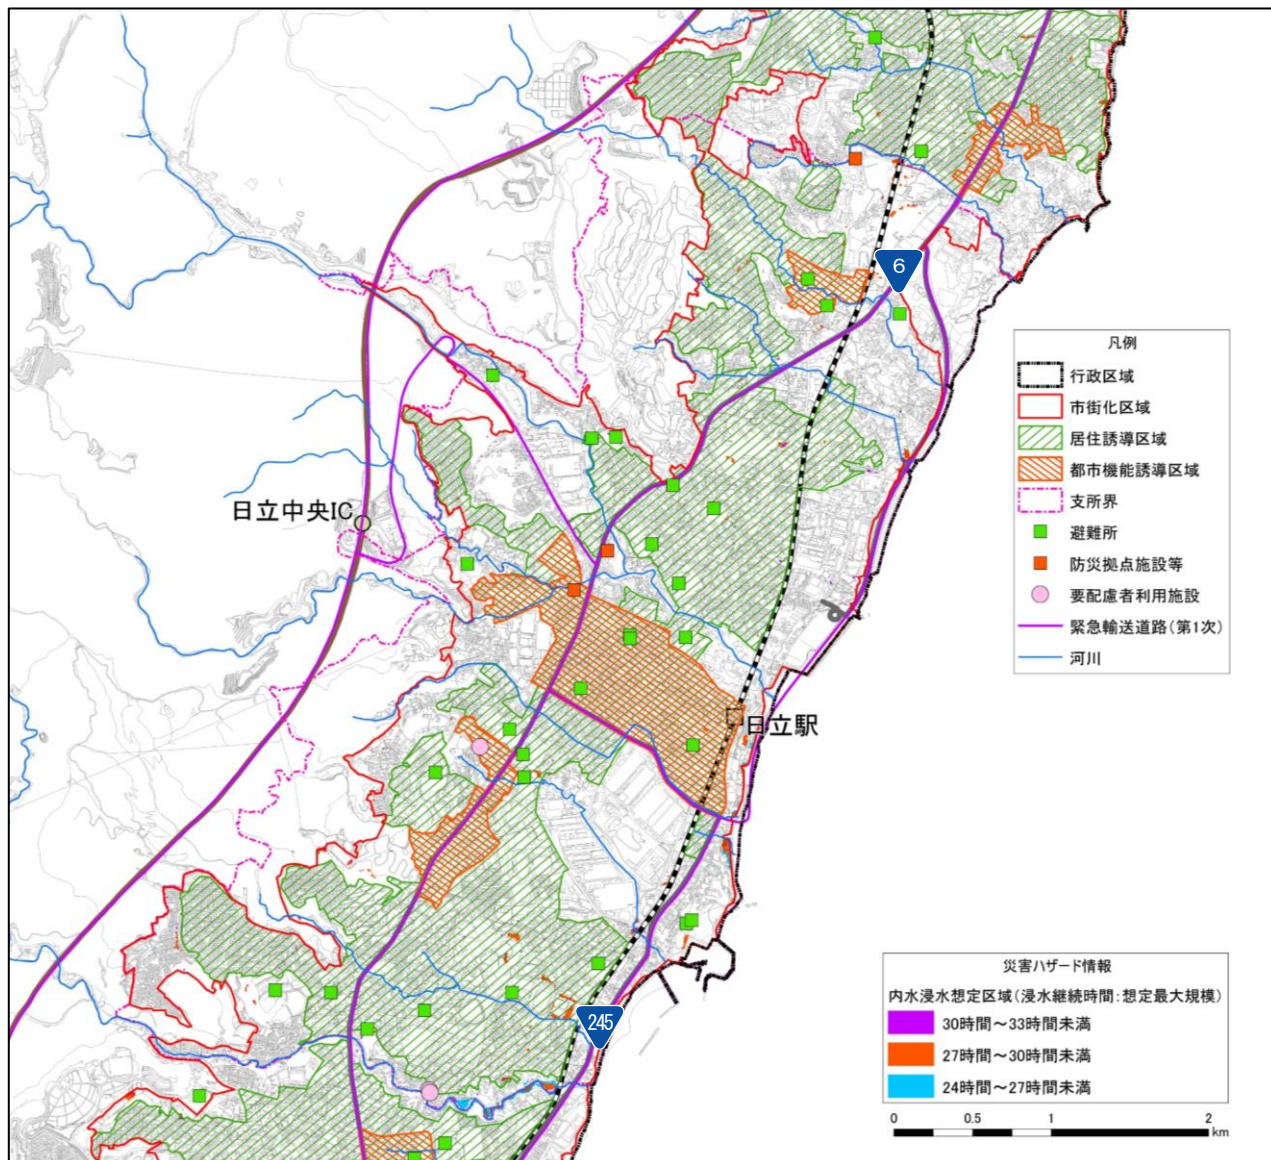 6
凡例
行政区域
市街化区域
居住誘導区域
都市機能誘導区域
支所界
避難所
防災拠点施設等
要配慮者利用施設
緊急輸送道路(第1次)
河川
日立中央IC
日立駅
245
災害ハザード情報
内水浸水想定区域(浸水継続時間:想定最大規模)
30時間～33時間未満
27時間～30時間未満
24時間～27時間未満
0 0.5 1 2
km